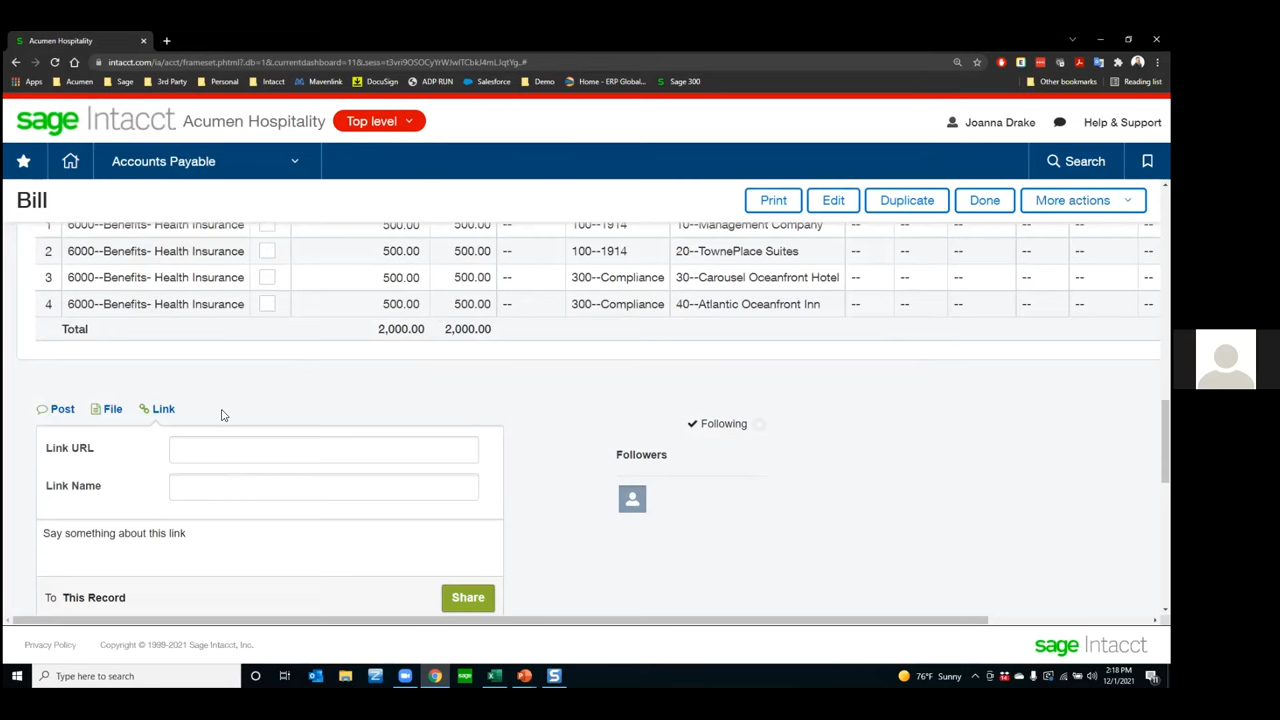 Acumen Hospitality
intacct.com/ia/acct/frameset.phtml?.db=1&currentdashboard=11&.sess=
Apps Acumen Sage 3rd Party Personal Intacct Mavenlink DocuSign ADP RUN Salesforce Demo Home - ERP Global... Sage 300 Other bookmarks Reading list
sage Intacct Acumen Hospitality Top level Joanna Drake Help & Support
Accounts Payable Search
Bill Print Edit Duplicate Done More actions
1 6000--Benefits- Health Insurance 500.00 500.00 -- 100--1914 10--Management Company -- -- -- -- -- --
2 6000--Benefits- Health Insurance 500.00 500.00 -- 100--1914 20--TownePlace Suites -- -- -- -- -- --
3 6000--Benefits- Health Insurance 500.00 500.00 -- 300--Compliance 30--Carousel Oceanfront Hotel -- -- -- -- -- --
4 6000--Benefits- Health Insurance 500.00 500.00 -- 300--Compliance 40--Atlantic Oceanfront Inn -- -- -- -- -- --
Total 2,000.00 2,000.00
Post File Link
Following
Link URL
Followers
Link Name
Say something about this link
To This Record Share
Privacy Policy Copyright © 1999-2021 Sage Intacct, Inc. sage Intacct
Type here to search 76°F Sunny 2:18 PM
12/1/2021